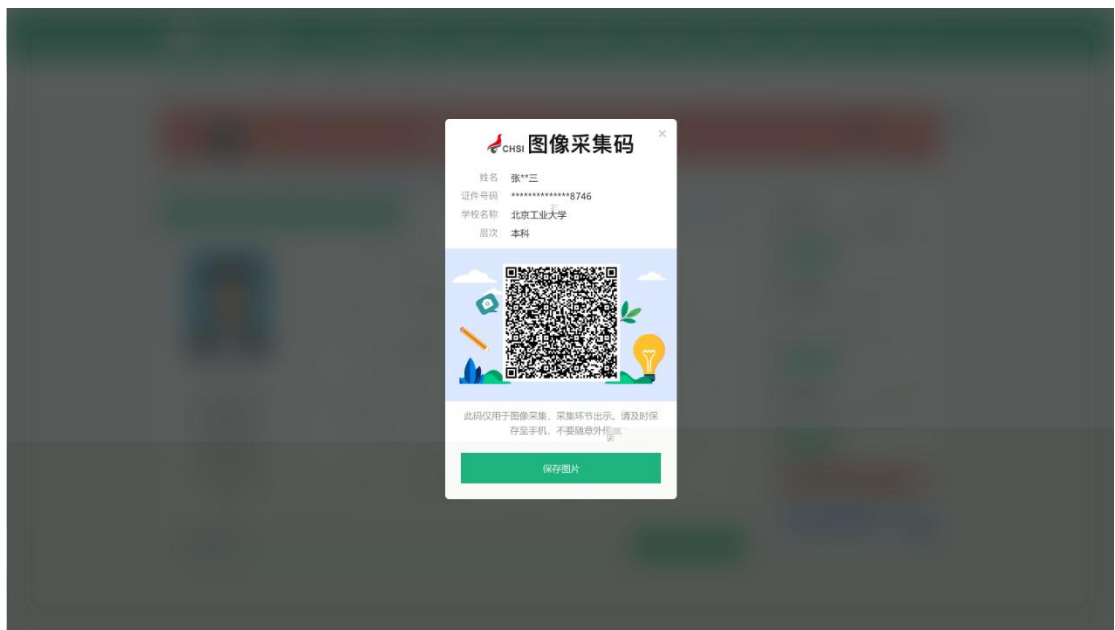 CHSI 图像采集码
×
姓名 张**三
证件号码 **************8746
学校名称 北京工业大学
层次 本科
此码仅用于图像采集，采集环节出示。请及时保
存至手机，不要随意外
保存图片